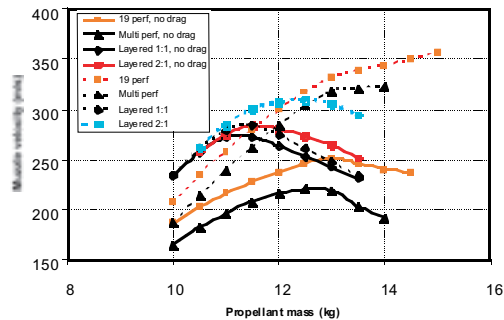 400
350
300
250
200
150
Muzzle velocity (m/s)
19 perf, no drag
Multi perf, no drag
Layered 1:1, no drag
Layered 2:1, no drag
19 perf
Multi perf
Layered 1:1
Layered 2:1
8 10 12 14 16
Propellant mass (kg)